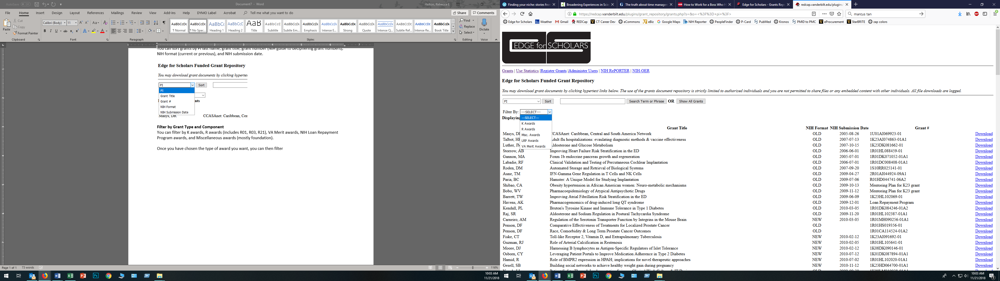 AutoSave Off Document7 - Word Helton, Rebecca E
File Home Insert Design Layout References Mailings Review View Add-ins Help DYMO Label Acrobat Tell me what you want to do Share Comments
Cut
Copy
Format Painter
Paste
Calibri (Body) 11
Clipboard Font Paragraph Styles Editing Voice
¶ Normal ¶ No Spac... Heading 1 Heading 2 Title Subtitle Subtle Em... Emphasis Intense E... Strong Quote Intense Q... Subtle Ref... Intense Re... Book Title
Find
Replace
Select
Dictate
You can sort grants by PI last name, grant title, grant number (NIH guide to deciphering grant numbers),
NIH format (current or previous), and NIH submission date.
Edge for Scholars Funded Grant Repository
You may download grant documents by clicking hypertex
PI Sort
PI
Grant Title
Grant #
NIH Format
NIH Submission Date
nts
Masys, DR CCASAnet: Caribbean, Cen
Filter by Grant Type and Component
You can filter by K awards, R awards (includes R01, R03, R21), VA Merit awards, NIH Loan Repayment
Program awards, and Miscellaneous awards (mostly foundation).
Once you have chosen the type of award you want, you can then filter
Page 1 of 1 73 words 116%
10:03 AM
11/21/2018
Finding your niche: stories from Broadening Experiences in Scie The truth about time managem How to Work for a Boss Who H Edge for Scholars - Grants Repo redcap.vanderbilt.edu/plugins/
https://redcap.vanderbilt.edu/plugins/grant_repository/grants.php?s=&o=<%3F%3D+pi+%3F> marcus tan
Edge for Scholars Weather Gmail REDCap CT Career Dev eCommons eBiz Google Maps NIH Reporter PeopleFinder P-Card PubMed Kronos PMID to PMC eProcurement StarBRITE zap colors
EDGE for SCHOLARS
Grants | Use Statistics |Register Grants |Administer Users | NIH RePORTER | NIH-OER
Edge for Scholars Funded Grant Repository
You may download grant documents by clicking hypertext links below. The use of the grants document repository is strictly limited to authorized individuals and you are not permitted to share files or any embedded content with other individuals. All file downloads are logged.
PI Sort Search Term or Phrase OR Show All Grants
Filter By: ---SELECT---
Displaying
---SELECT---
K Awards
R Awards
Misc. Awards
LRP Awards
VA Merit Awards
Grant Title NIH Format NIH Submission Date Grant #
Masys, DR CCASAnet: Caribbean, Central and South America Network OLD 2005-08-26 1U01AI069923-01 Download
Talbot, HK Adult flu hospitalizations: evaulating diagnostic methods & vaccine effectiveness OLD 2007-07-13 1K23AI074863-01A1 Download
Luther, JM Aldosterone and Glucose Metabolism OLD 2007-10-15 1K23DK081662-01 Download
Storrow, AB Improving Heart Failure Risk Stratification in the ED OLD 2006-06-01 1R01HL088459-01 Download
Gannon, MA Foxm 1b endocrine pancreas growth and regeneration OLD 2005-07-01 1R01DK071052-01A1 Download
Labadie, RF Clinical Validation and Testing of Percutaneous Cochlear Implantation OLD 2006-07-01 1R01DC008408-01A1 Download
Roden, DM Automated Storage and Retrieval of Biological Systems OLD 2007-09-20 1S10RR025141-01 Download
Aune, TM IFN-Gamma Gene Regulation in T Cells and NK Cells OLD 2009-04-27 2R01AI044924-09A1 Download
Paria, BC Hamster: A Unique Model for Studying Implantation OLD 2009-07-06 R01HD044741-06A2 Download
Shibao, CA Obesity hypertension in African American women: Neuro-metabolic mechanisms OLD 2009-10-13 Mentoring Plan for K23 grant Download
Bobo, WV Pharmacoepidemiology of Atypical Antipsychotic Drugs OLD 2009-11-12 Mentoring Plan for K23 grant Download
Barrett, TW Improving Atrial Fibrillation Risk Stratification in the ED OLD 2009-06-09 1K23HL102069-01 Download
Havens, AK Pharmacogemomics of drug-induced long QT syndrome OLD 2009-12-01 Loan Repayment Program Download
Kendall, PL Bruton's Tyrosine Kinase and Immune Tolerance in Type 1 Diabetes OLD 2010-03-05 1R01DK084246-01A2 Download
Raj, SR Aldosterone and Sodium Regulation in Postural Tachycardia Syndrome OLD 2009-11-20 1R01HL102387-01A1 Download
Carneiro, AM Regulation of the Serotonin Transporter Function by Integrins in the Mouse Brain NEW 2010-03-05 1R01MH090256-01A1 Download
Penson, DF Comparative Effectiveness of Treatments for Localized Prostate Cancer OLD 1R01HS019356-01 Download
Penson, DF Race, Comorbidity & Long Term Prostate Cancer Outcomes OLD 1R01CA114524-01A2 Download
Fiske, CT Toll-like Receptor 2, Vitamin D, and Extrapulmonary Tuberculosis NEW 2010-02-12 1K23AI091692-01 Download
Guzman, RJ Role of Arterial Calcification in Restenosis NEW 2010-02-05 1R01HL105641-01 Download
Moore, DJ Harnessing B lymphocytes as Antigen-Specific Regulators of Islet Tolerance NEW 2010-02-12 1K08DK090146-01 Download
Osborn, CY Leveraging Patient Portals to Improve Medication Adherence in Type 2 Diabetes NEW 2010-07-12 1K01DK087894-01A1 Download
Hamid, R Role of BMPR2 expression in HPAH; implications for novel therapeutic approaches NEW 2010-07-02 1R01HL102020-01A1 Download
Gesell, SB Building social networks to achieve healthy weight gain during pregnancy NEW 2010-11-12 1K23HD064700-01A1 Download
10:03 AM
11/21/2018